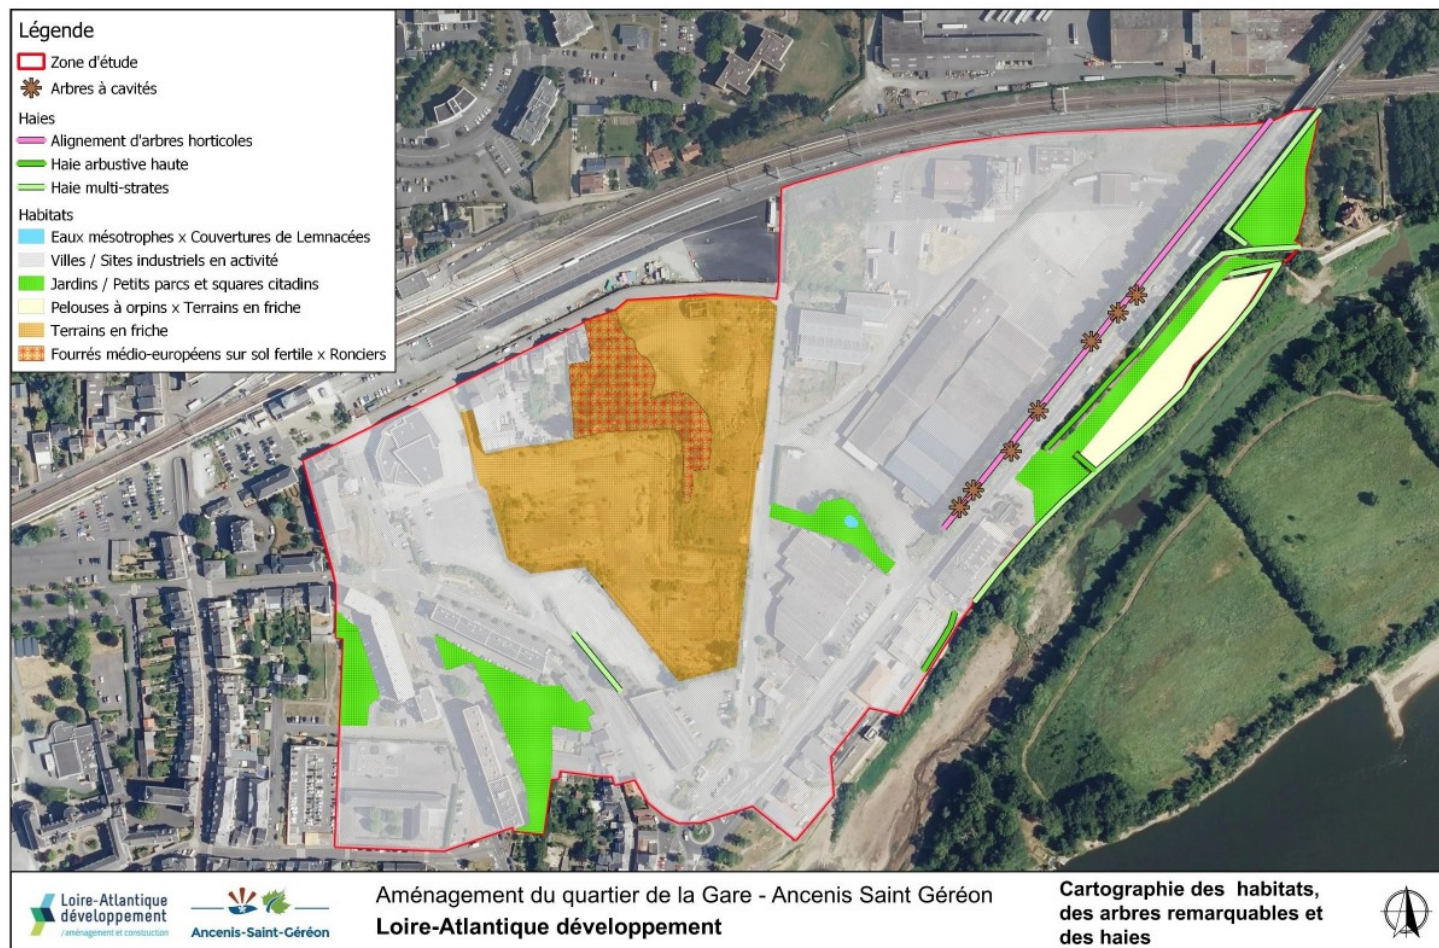 Légende
Zone d'étude
Arbres à cavités
Haies
Alignement d'arbres horticoles
Haie arbustive haute
Haie multi-strates
Habitats
Eaux mésotrophes x Couvertures de Lemnacées
Villes / Sites industriels en activité
Jardins / Petits parcs et squares citadins
Pelouses à orpins x Terrains en friche
Terrains en friche
Fourrés médio-européens sur sol fertile x Ronciers
Loire-Atlantique
développement
/ aménagement et construction
Ancenis-Saint-Géréon
Aménagement du quartier de la Gare - Ancenis Saint Géréon
Loire-Atlantique développement
Cartographie des habitats,
des arbres remarquables et
des haies